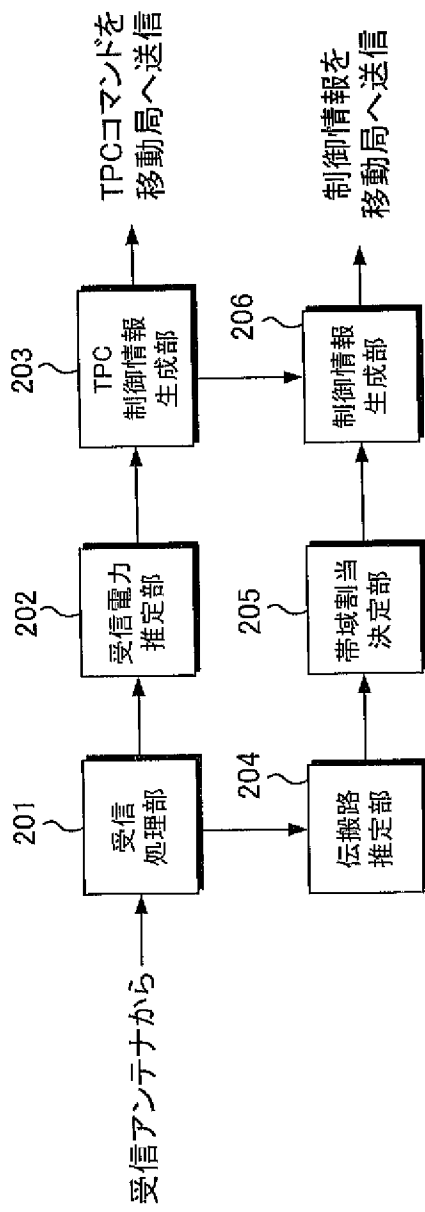 受信アンテナから
201
受信
処理部
202
受信電力
推定部
203
TPC
制御情報
生成部
TPCコマンドを
移動局へ送信
204
伝搬路
推定部
205
帯域割当
決定部
206
制御情報
生成部
制御情報を
移動局へ送信